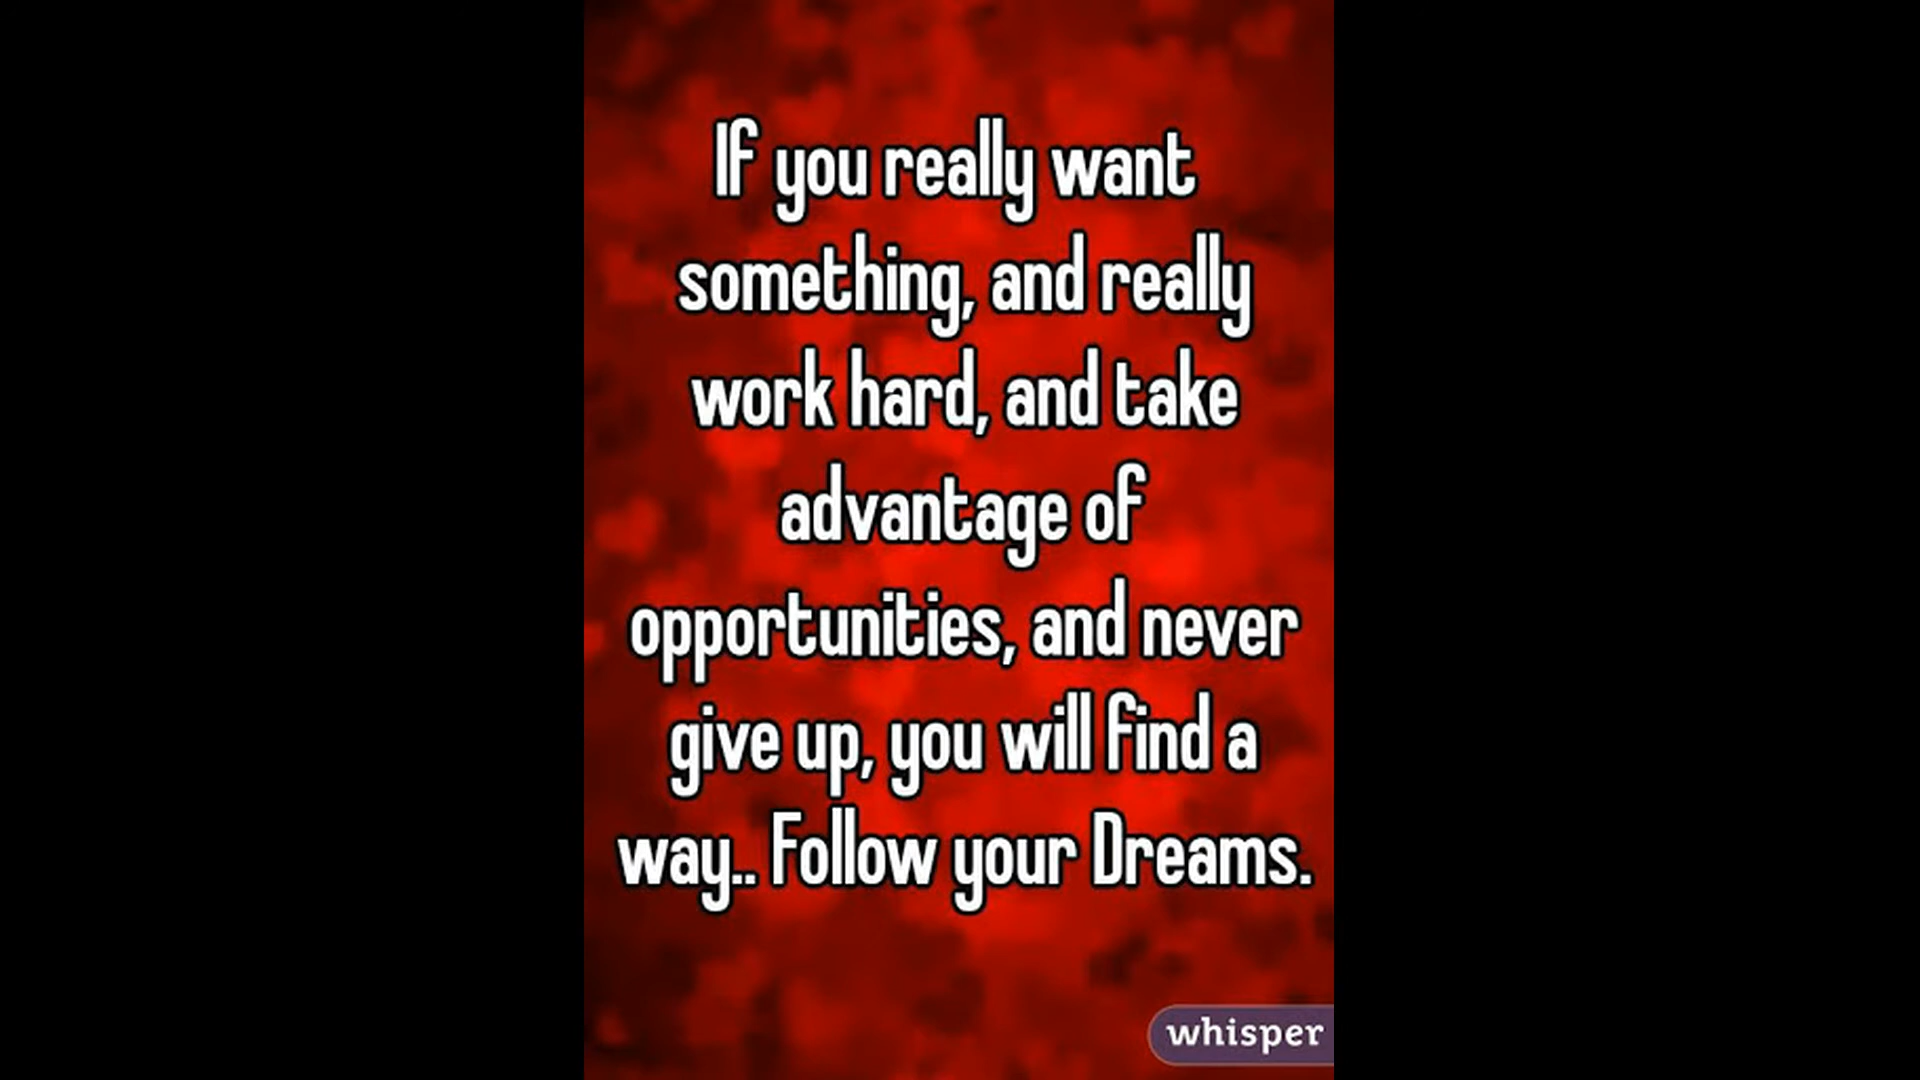 If you really want
something, and really
work hard, and take
advantage of
opportunities, and never
give up, you will find a
way.. Follow your Dreams.
whisper